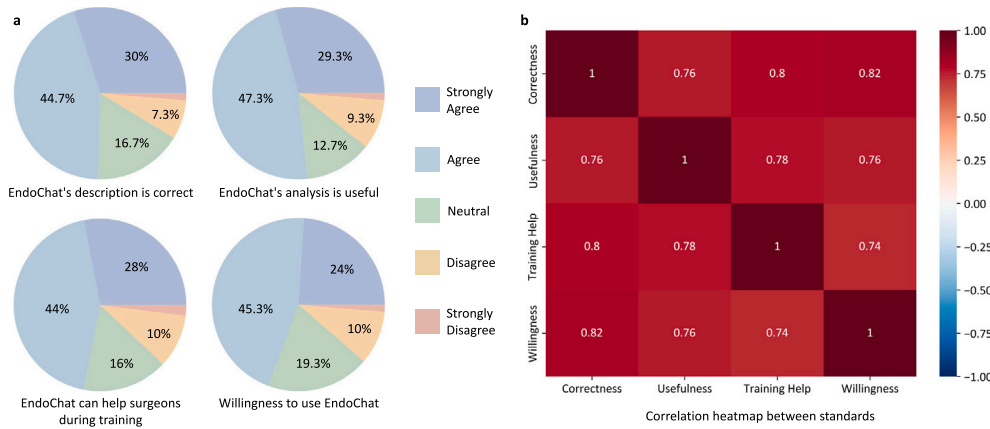 a
30%
44.7%
7.3%
16.7%
EndoChat's description is correct
29.3%
47.3%
9.3%
12.7%
EndoChat's analysis is useful
28%
44%
10%
16%
EndoChat can help surgeons
during training
24%
45.3%
10%
19.3%
Willingness to use EndoChat
Strongly
Agree
Agree
Neutral
Disagree
Strongly
Disagree
b
Correctness
1 0.76 0.8 0.82
Usefulness
0.76 1 0.78 0.76
Training Help
0.8 0.78 1 0.74
Willingness
0.82 0.76 0.74 1
Correctness Usefulness Training Help Willingness
Correlation heatmap between standards
1.00
0.75
0.50
0.25
0.00
−0.25
−0.50
−0.75
−1.00